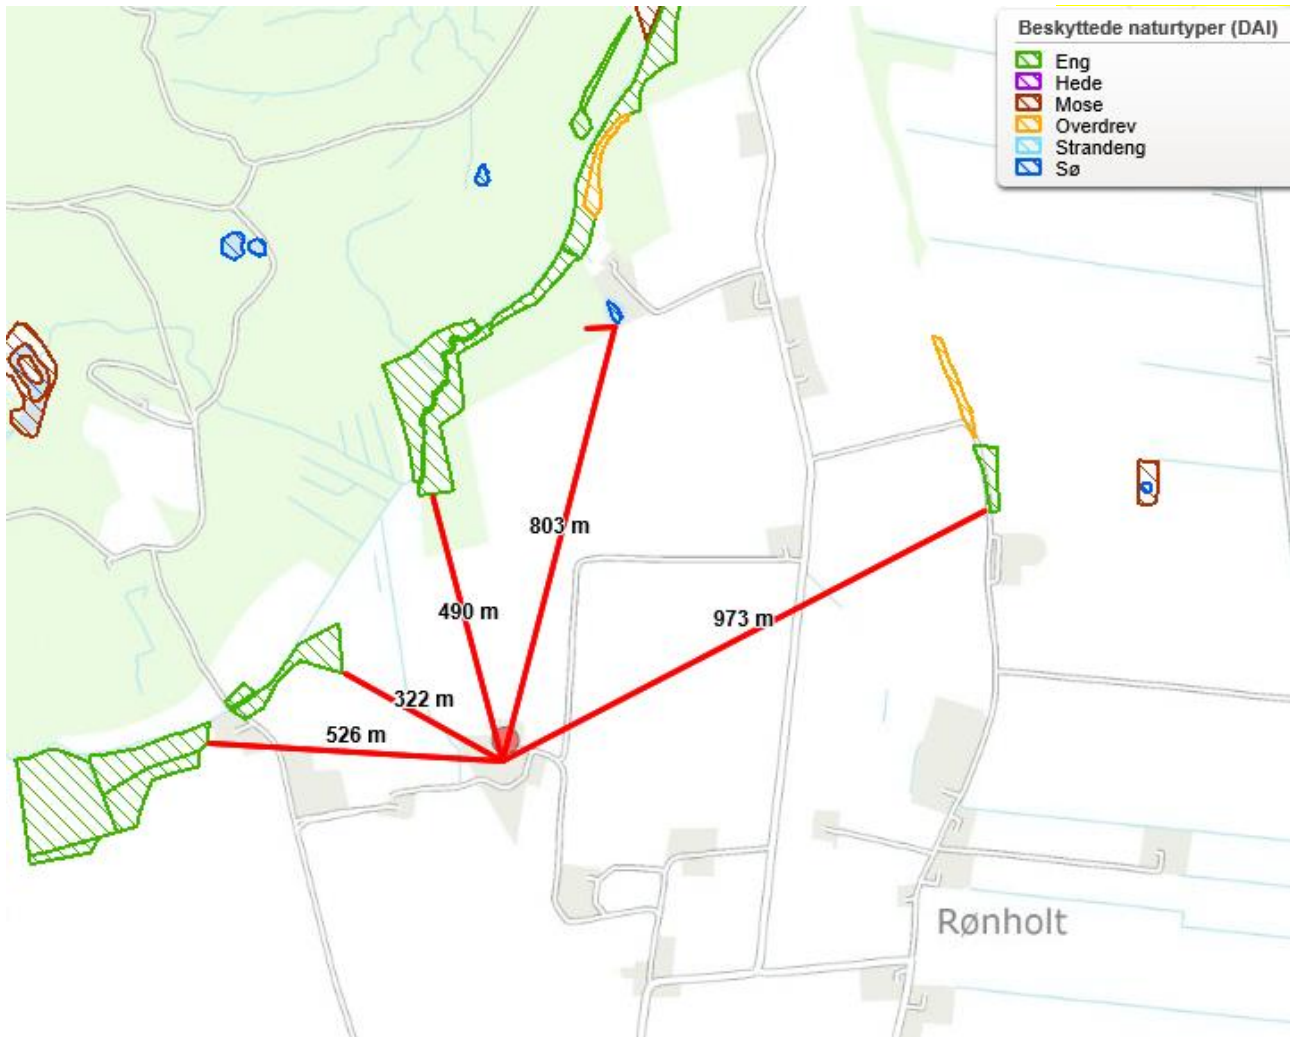 Beskyttede naturtyper (DAI)
Eng
Hede
Mose
Overdrev
Strandeng
Sø
803 m
490 m
973 m
322 m
526 m
Rønholt